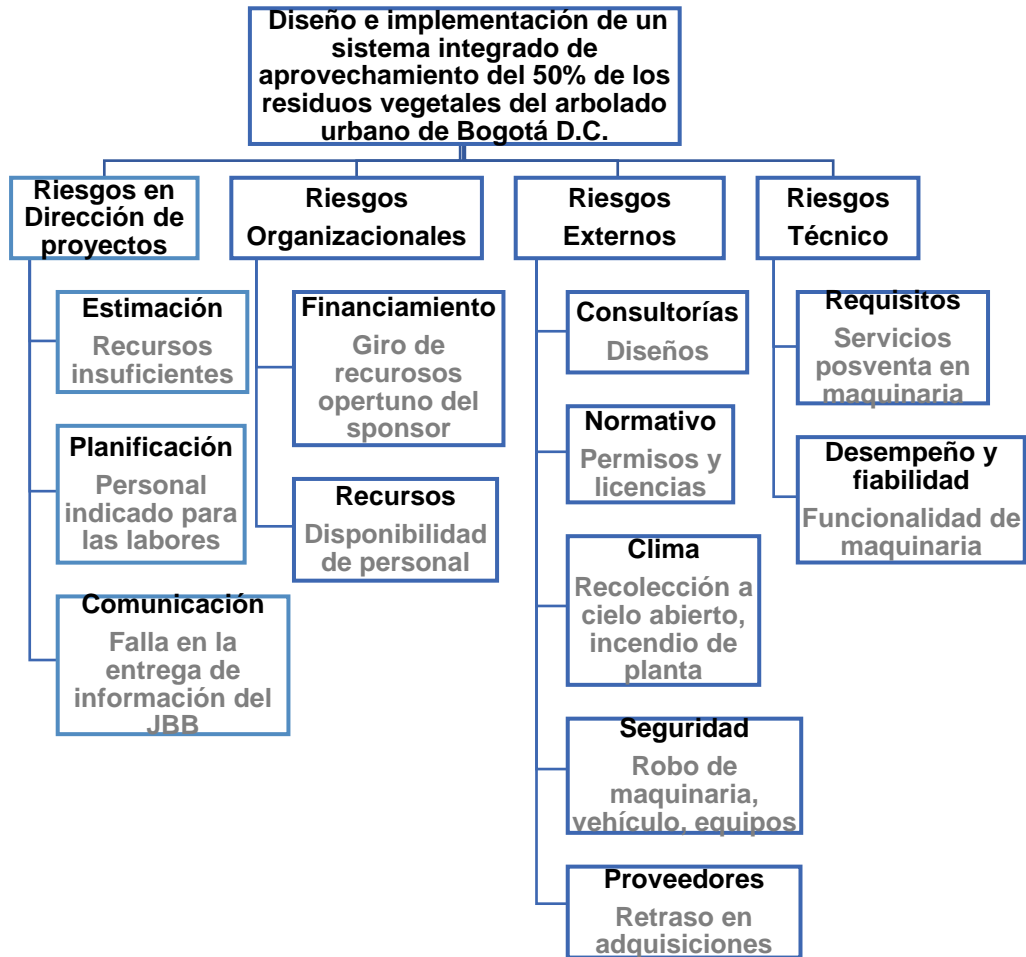 Diseño e implementación de un
sistema integrado de
aprovechamiento del 50% de los
residuos vegetales del arbolado
urbano de Bogotá D.C.
Riesgos en
Dirección de
proyectos
Estimación
Recursos
insuficientes
Planificación
Personal
indicado para
las labores
Comunicación
Falla en la
entrega de
información del
JBB
Riesgos
Organizacionales
Financiamiento
Giro de
recurosos
opertuno del
sponsor
Recursos
Disponibilidad
de personal
Riesgos
Externos
Consultorías
Diseños
Normativo
Permisos y
licencias
Clima
Recolección a
cielo abierto,
incendio de
planta
Seguridad
Robo de
maquinaria,
vehículo, equipos
Proveedores
Retraso en
adquisiciones
Riesgos
Técnico
Requisitos
Servicios
posventa en
maquinaria
Desempeño y
fiabilidad
Funcionalidad de
maquinaria